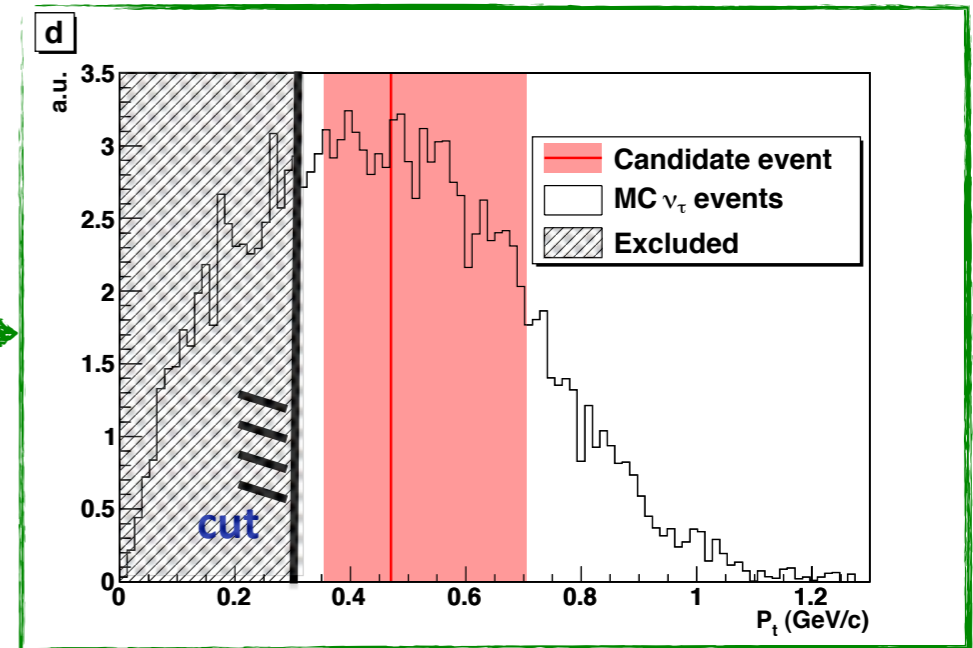 d
a.u.
3.5
3
2.5
2
1.5
1
0.5
0
Candidate event
MC ντ events
Excluded
cut
0 0.2 0.4 0.6 0.8 1 1.2
Pt (GeV/c)